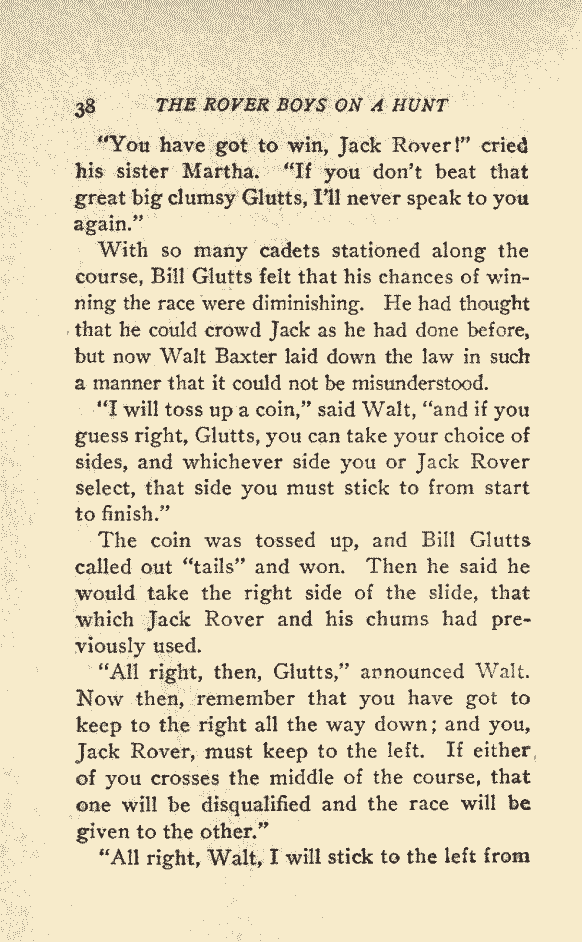 38 THE ROVER BOYS ON A HUNT
"You have got to win, Jack Rover!" cried
his sister Martha. "If you don't beat that
great big clumsy Glutts, I'll never speak to you
again."
With so many cadets stationed along the
course, Bill Glutts felt that his chances of win-
ning the race were diminishing. He had thought
that he could crowd Jack as he had done before,
but now Walt Baxter laid down the law in such
a manner that it could not be misunderstood.
"I will toss up a coin," said Walt, "and if you
guess right, Glutts, you can take your choice of
sides, and whichever side you or Jack Rover
select, that side you must stick to from start
to finish."
The coin was tossed up, and Bill Glutts
called out "tails" and won. Then he said he
would take the right side of the slide, that
which Jack Rover and his chums had pre-
viously used.
"All right, then, Glutts," announced Walt.
Now then, remember that you have got to
keep to the right all the way down; and you,
Jack Rover, must keep to the left. If either
of you crosses the middle of the course, that
one will be disqualified and the race will be
given to the other."
"All right, Walt, I will stick to the left from